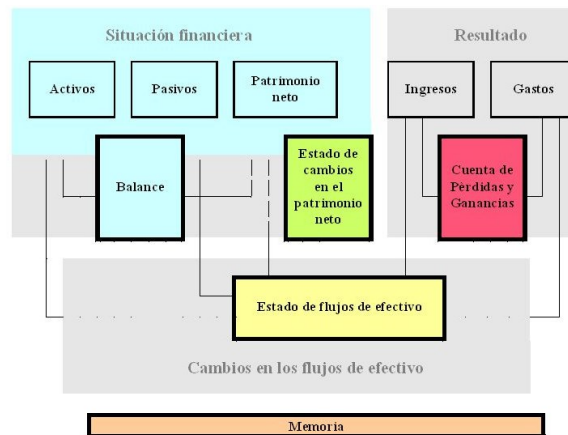 Situación financiera
Resultado
Activos
Pasivos
Patrimonio
neto
Ingresos
Gastos
Balance
Estado de
cambios
en el
patrimonio
neto
Cuenta de
Pérdidas y
Ganancias
Estado de flujos de efectivo
Cambios en los flujos de efectivo
Memoria